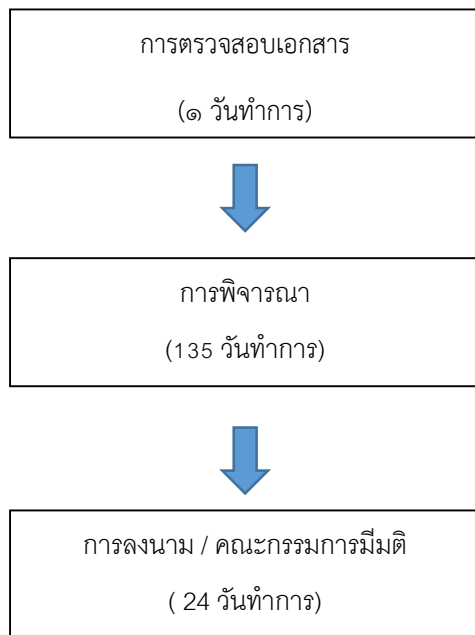 การตรวจสอบเอกสาร
(๑ วันทำการ)
การพิจารณา
(135 วันทำการ)
การลงนาม / คณะกรรมการมีมติ
( 24 วันทำการ)